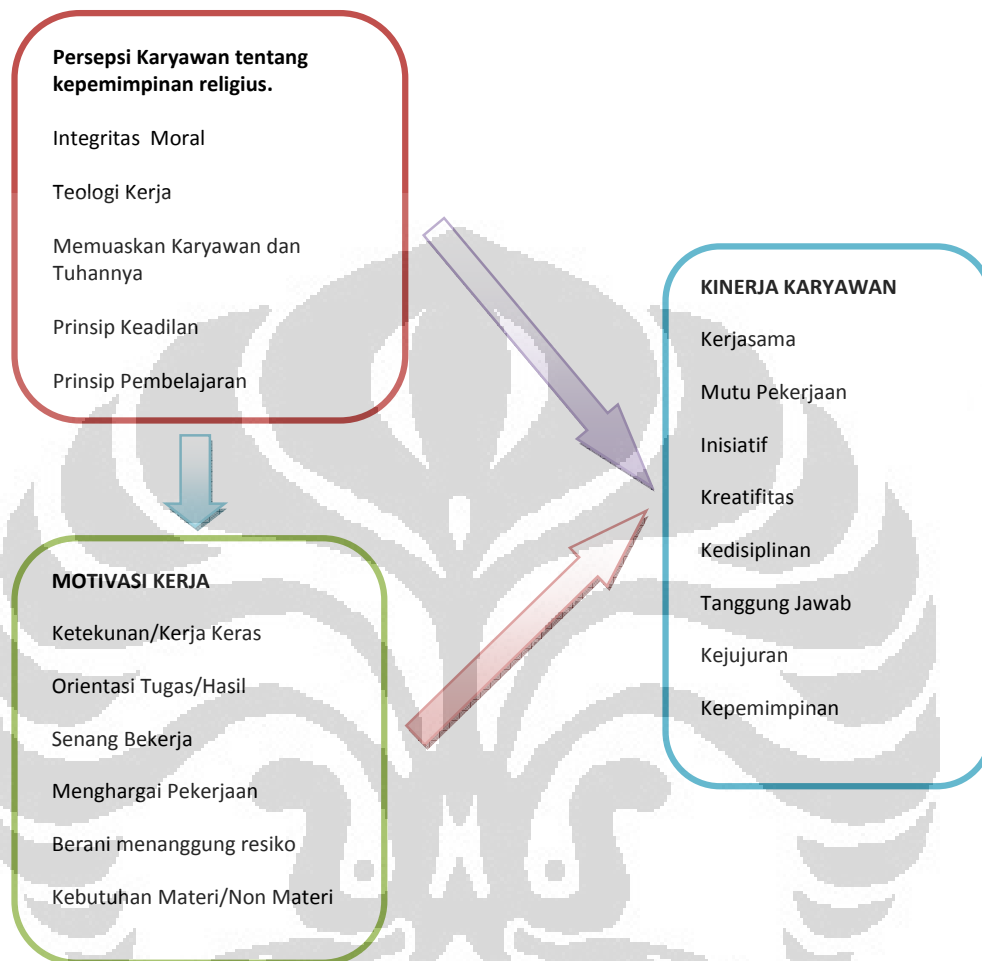 Persepsi Karyawan tentang
kepemimpinan religius.
Integritas Moral
Teologi Kerja
Memuaskan Karyawan dan
Tuhannya
Prinsip Keadilan
Prinsip Pembelajaran
MOTIVASI KERJA
Ketekunan/Kerja Keras
Orientasi Tugas/Hasil
Senang Bekerja
Menghargai Pekerjaan
Berani menanggung resiko
Kebutuhan Materi/Non Materi
KINERJA KARYAWAN
Kerjasama
Mutu Pekerjaan
Inisiatif
Kreatifitas
Kedisiplinan
Tanggung Jawab
Kejujuran
Kepemimpinan